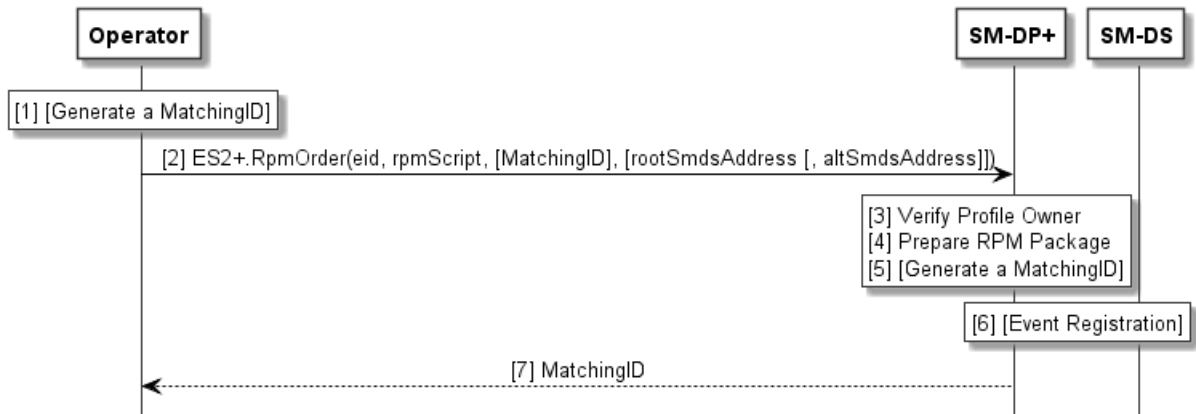 Operator
SM-DP+
SM-DS
[1] [Generate a MatchingID]
[2] ES2+.RpmOrder(eid, rpmScript, [MatchingID], [rootSmdsAddress [, altSmdsAddress]])
[3] Verify Profile Owner
[4] Prepare RPM Package
[5] [Generate a MatchingID]
[6] [Event Registration]
[7] MatchingID